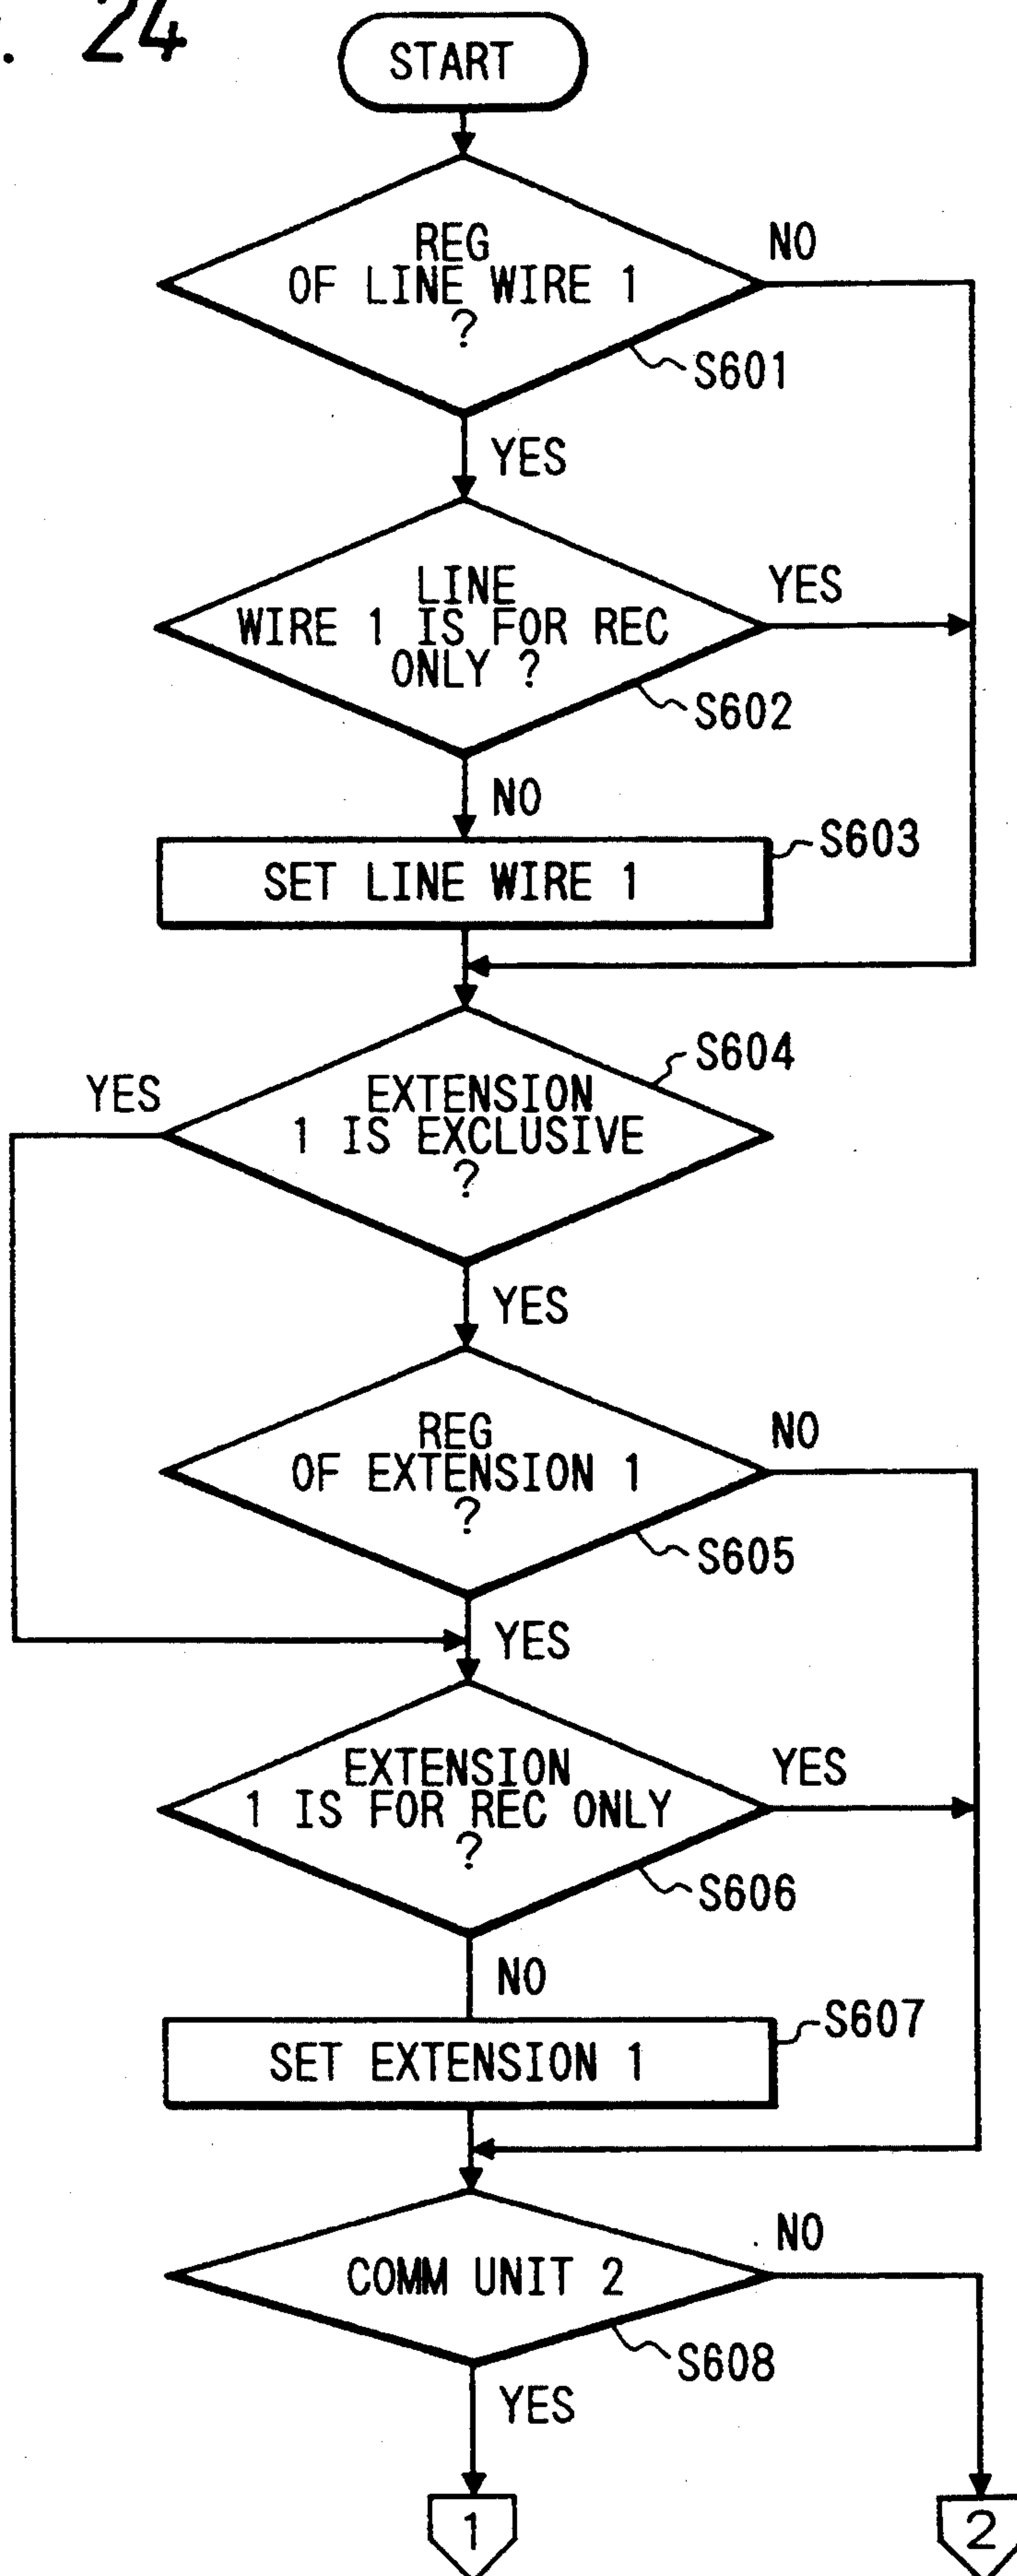 . 24
START
REG
OF LINE WIRE 1
?
NO
S601
YES
LINE
WIRE 1 IS FOR REC
ONLY ?
YES
S602
NO
SET LINE WIRE 1
S603
S604
YES
EXTENSION
1 IS EXCLUSIVE
?
YES
REG
OF EXTENSION 1
?
NO
S605
YES
EXTENSION
1 IS FOR REC ONLY
?
YES
S606
NO
S607
SET EXTENSION 1
NO
COMM UNIT 2
S608
YES
1
2